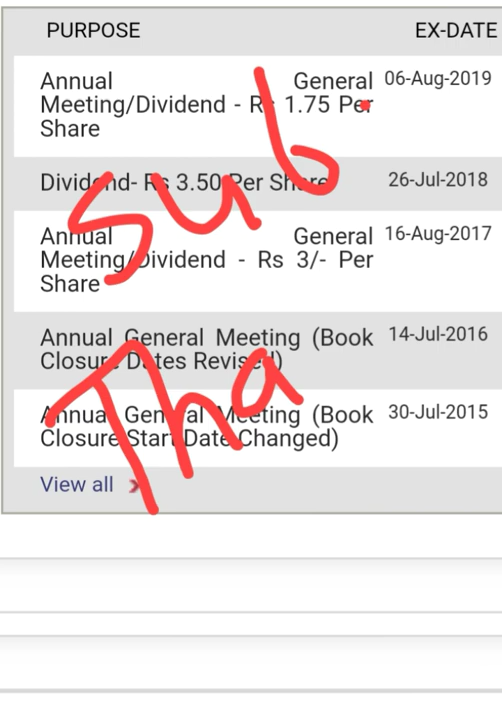 PURPOSE EX-DATE
Annual General 06-Aug-2019
Meeting/Dividend - Rs 1.75 Per
Share
Dividend- Rs 3.50 Per Share 26-Jul-2018
Annual General 16-Aug-2017
Meeting/Dividend - Rs 3/- Per
Share
Annual General Meeting (Book 14-Jul-2016
Closure Dates Revised)
Annual General Meeting (Book 30-Jul-2015
Closure Start Date Changed)
View all
Sub
Tha